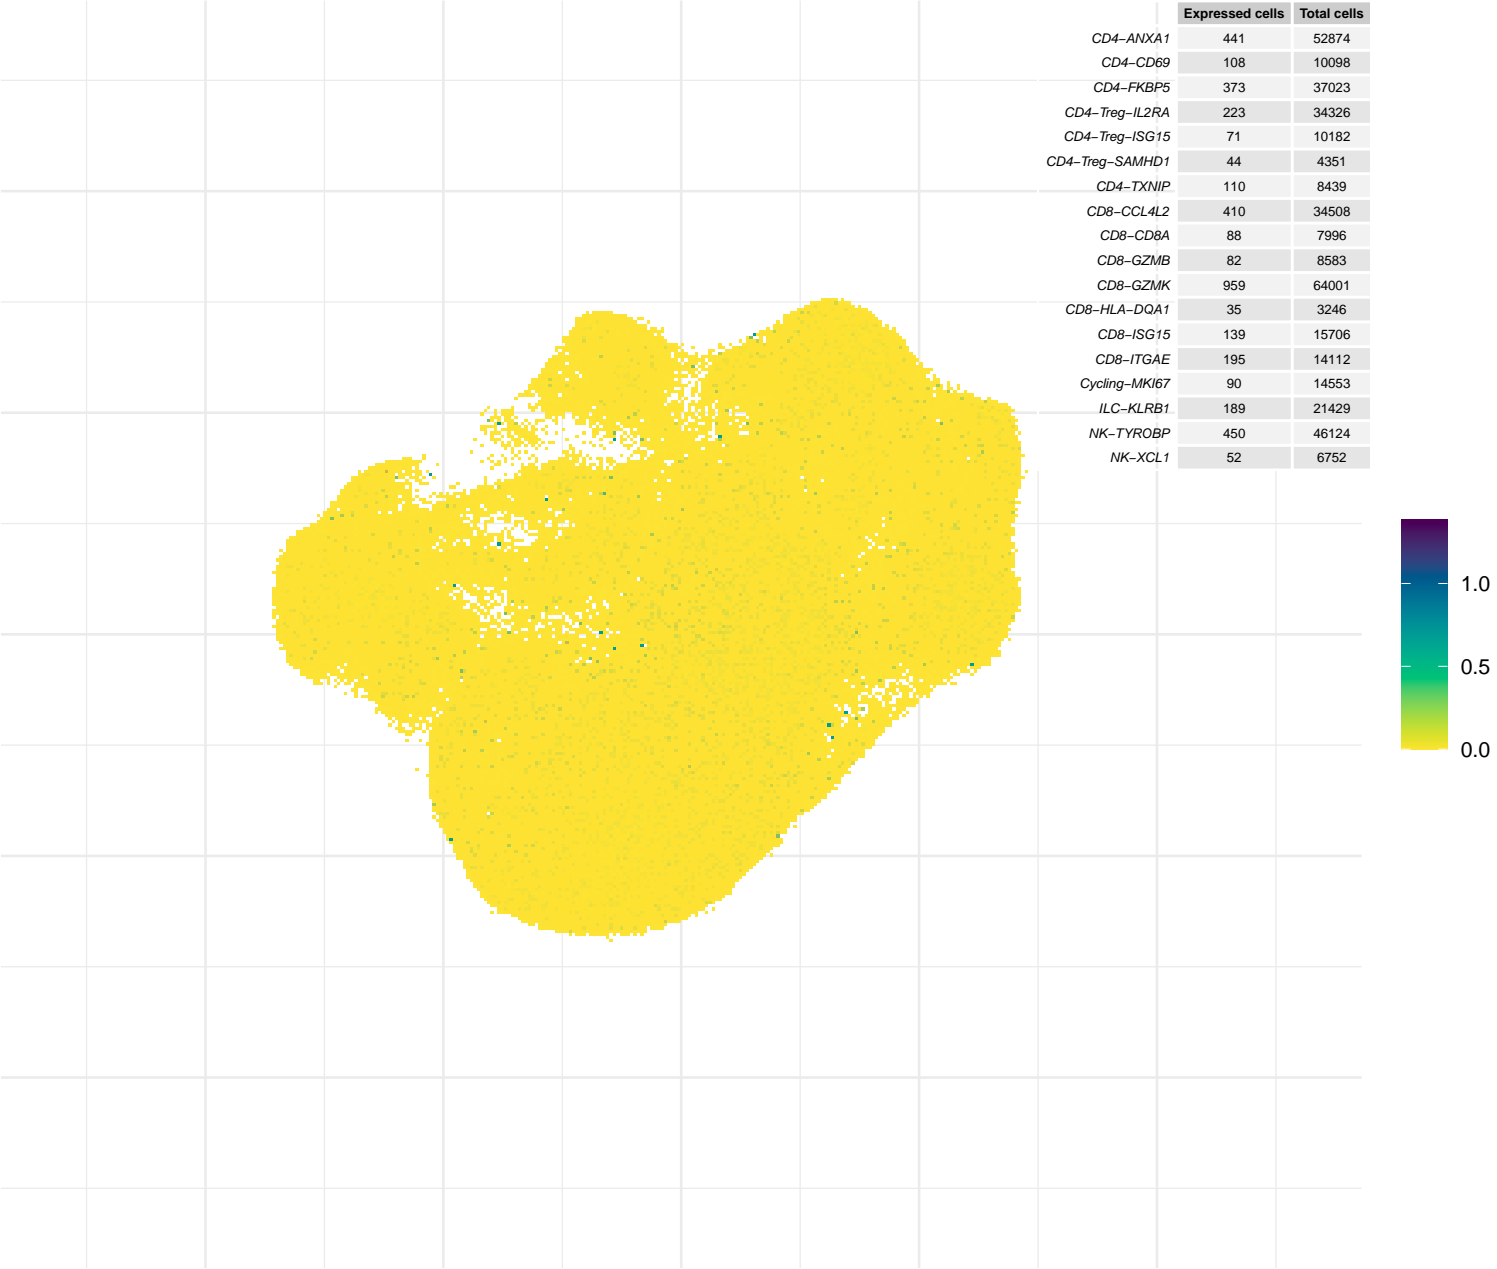 Expressed cells Total cells
CD4−ANXA1 441 52874
CD4−CD69 108 10098
CD4−FKBP5 373 37023
CD4−Treg−IL2RA 223 34326
CD4−Treg−ISG15 71 10182
CD4−Treg−SAMHD1 44 4351
CD4−TXNIP 110 8439
CD8−CCL4L2 410 34508
CD8−CD8A 88 7996
CD8−GZMB 82 8583
CD8−GZMK 959 64001
CD8−HLA−DQA1 35 3246
CD8−ISG15 139 15706
CD8−ITGAE 195 14112
Cycling−MKI67 90 14553
ILC−KLRB1 189 21429
NK−TYROBP 450 46124
NK−XCL1 52 6752
1.0
0.5
0.0